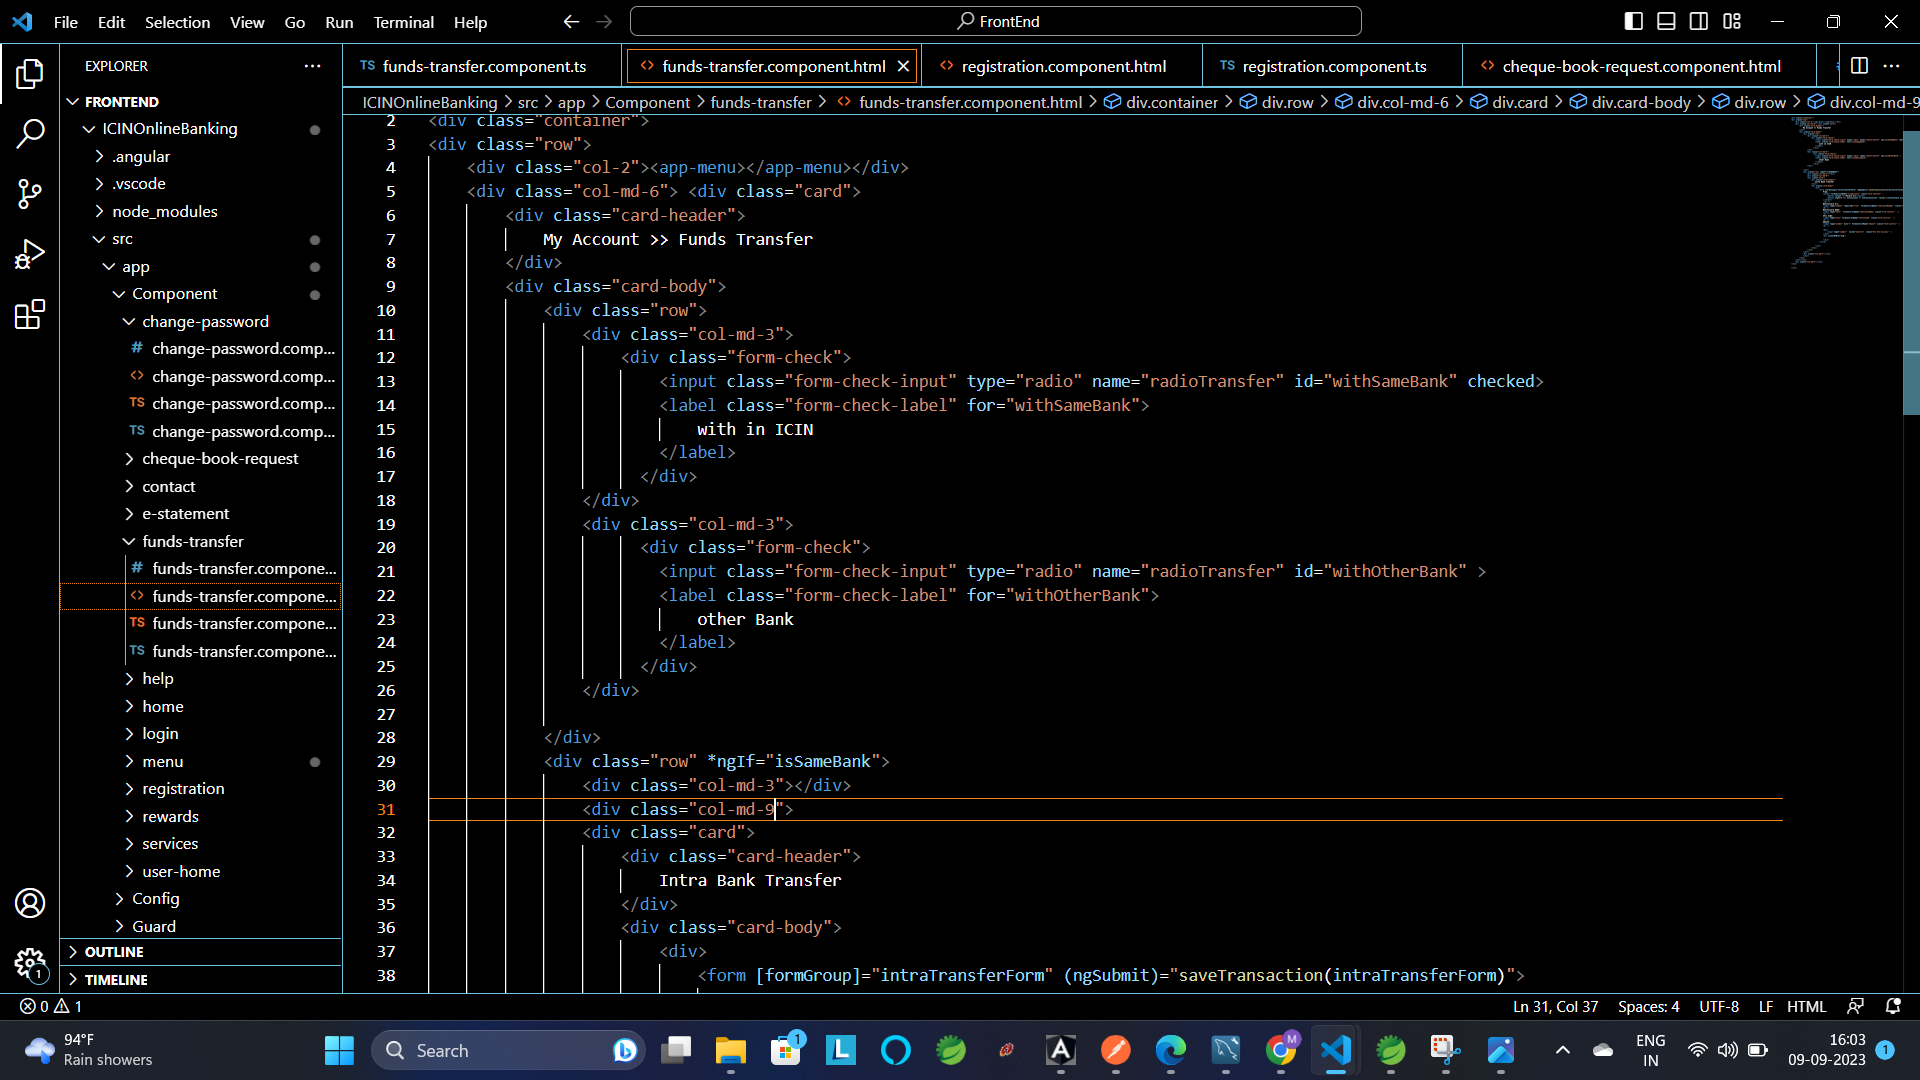 File Edit Selection View Go Run Terminal Help
FrontEnd
EXPLORER
funds-transfer.component.ts
funds-transfer.component.html
registration.component.html
registration.component.ts
cheque-book-request.component.html
ICINOnlineBanking > src > app > Component > funds-transfer > funds-transfer.component.html > div.container > div.row > div.col-md-6 > div.card > div.card-body > div.row > div.col-md-9
FRONTEND
ICINOnlineBanking
.angular
.vscode
node_modules
src
app
Component
change-password
# change-password.comp...
<> change-password.comp...
TS change-password.comp...
TS change-password.comp...
cheque-book-request
contact
e-statement
funds-transfer
# funds-transfer.compone...
<> funds-transfer.compone...
TS funds-transfer.compone...
TS funds-transfer.compone...
help
home
login
menu
registration
rewards
services
user-home
Config
Guard
OUTLINE
TIMELINE
2 <div class="container">
3 <div class="row">
4 <div class="col-2"><app-menu></app-menu></div>
5 <div class="col-md-6"> <div class="card">
6 <div class="card-header">
7 My Account >> Funds Transfer
8 </div>
9 <div class="card-body">
10 <div class="row">
11 <div class="col-md-3">
12 <div class="form-check">
13 <input class="form-check-input" type="radio" name="radioTransfer" id="withSameBank" checked>
14 <label class="form-check-label" for="withSameBank">
15 with in ICIN
16 </label>
17 </div>
18 </div>
19 <div class="col-md-3">
20 <div class="form-check">
21 <input class="form-check-input" type="radio" name="radioTransfer" id="withOtherBank" >
22 <label class="form-check-label" for="withOtherBank">
23 other Bank
24 </label>
25 </div>
26 </div>
27
28 </div>
29 <div class="row" *ngIf="isSameBank">
30 <div class="col-md-3"></div>
31 <div class="col-md-9">
32 <div class="card">
33 <div class="card-header">
34 Intra Bank Transfer
35 </div>
36 <div class="card-body">
37 <div>
38 <form [formGroup]="intraTransferForm" (ngSubmit)="saveTransaction(intraTransferForm)">
1
0 1
Ln 31, Col 37 Spaces: 4 UTF-8 LF HTML
94°F
Rain showers
Search
1
ENG
IN
16:03
09-09-2023
1